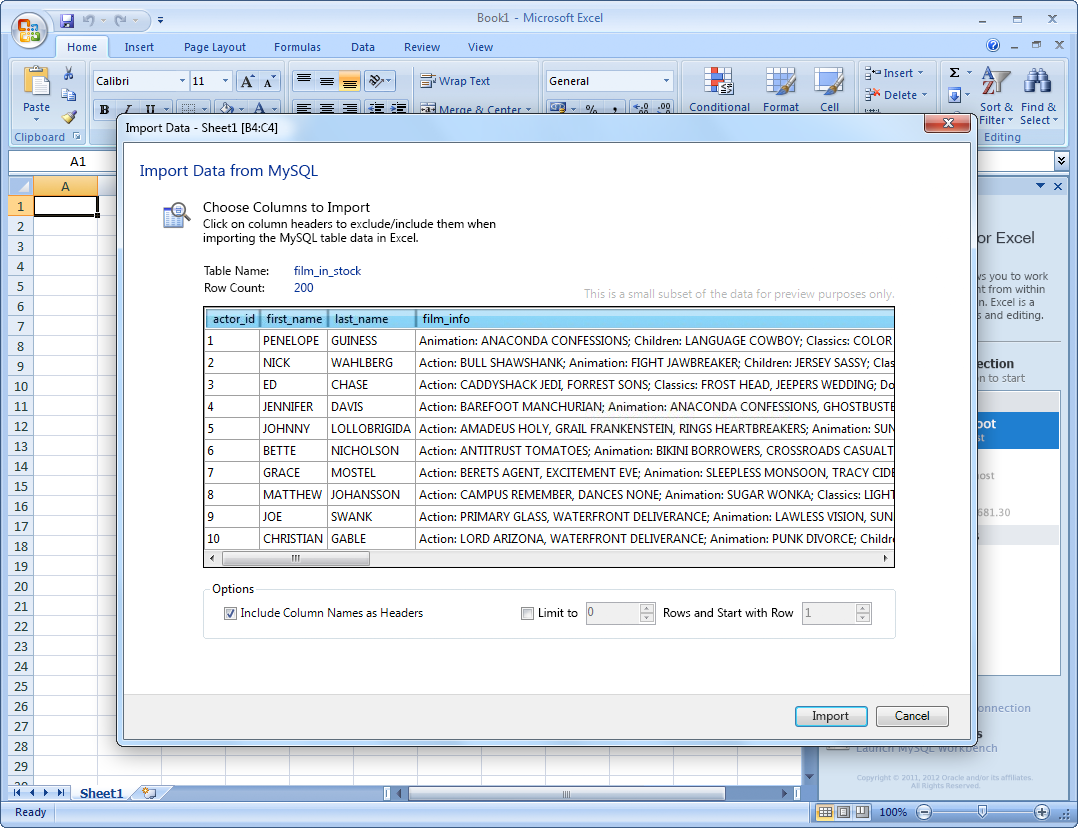 Book1 - Microsoft Excel
Home Insert Page Layout Formulas Data Review View
Calibri 11 Wrap Text General Insert Σ
Paste B I U Merge & Center % , Conditional Format Cell Delete Sort & Find &
Filter Select
Clipboard Editing
Import Data - Sheet1 [B4:C4]
A1
A
Import Data from MySQL
Choose Columns to Import
Click on column headers to exclude/include them when
importing the MySQL table data in Excel.
Table Name: film_in_stock
Row Count: 200
This is a small subset of the data for preview purposes only.
actor_id first_name last_name film_info
1 PENELOPE GUINESS Animation: ANACONDA CONFESSIONS; Children: LANGUAGE COWBOY; Classics: COLOR
2 NICK WAHLBERG Action: BULL SHAWSHANK; Animation: FIGHT JAWBREAKER; Children: JERSEY SASSY; Clas
3 ED CHASE Action: CADDYSHACK JEDI, FORREST SONS; Classics: FROST HEAD, JEEPERS WEDDING; Do
4 JENNIFER DAVIS Action: BAREFOOT MANCHURIAN; Animation: ANACONDA CONFESSIONS, GHOSTBUSTE
5 JOHNNY LOLLOBRIGIDA Action: AMADEUS HOLY, GRAIL FRANKENSTEIN, RINGS HEARTBREAKERS; Animation: SUN
6 BETTE NICHOLSON Action: ANTITRUST TOMATOES; Animation: BIKINI BORROWERS, CROSSROADS CASUALT
7 GRACE MOSTEL Action: BERETS AGENT, EXCITEMENT EVE; Animation: SLEEPLESS MONSOON, TRACY CIDE
8 MATTHEW JOHANSSON Action: CAMPUS REMEMBER, DANCES NONE; Animation: SUGAR WONKA; Classics: LIGHT
9 JOE SWANK Action: PRIMARY GLASS, WATERFRONT DELIVERANCE; Animation: LAWLESS VISION, SUN
10 CHRISTIAN GABLE Action: LORD ARIZONA, WATERFRONT DELIVERANCE; Animation: PUNK DIVORCE; Childre
Options
Include Column Names as Headers Limit to 0 Rows and Start with Row 1
Import Cancel
1
2
3
4
5
6
7
8
9
10
11
12
13
14
15
16
17
18
19
20
21
22
23
24
25
26
27
28
29
or Excel
vs you to work
nt from within
n. Excel is a
s and editing.
ection
on to start
oot
st
ost
681.30
onnection
s
Launch MySQL Workbench
Copyright © 2011, 2012 Oracle and/or its affiliates.
All Rights Reserved.
Sheet1
Ready 100%